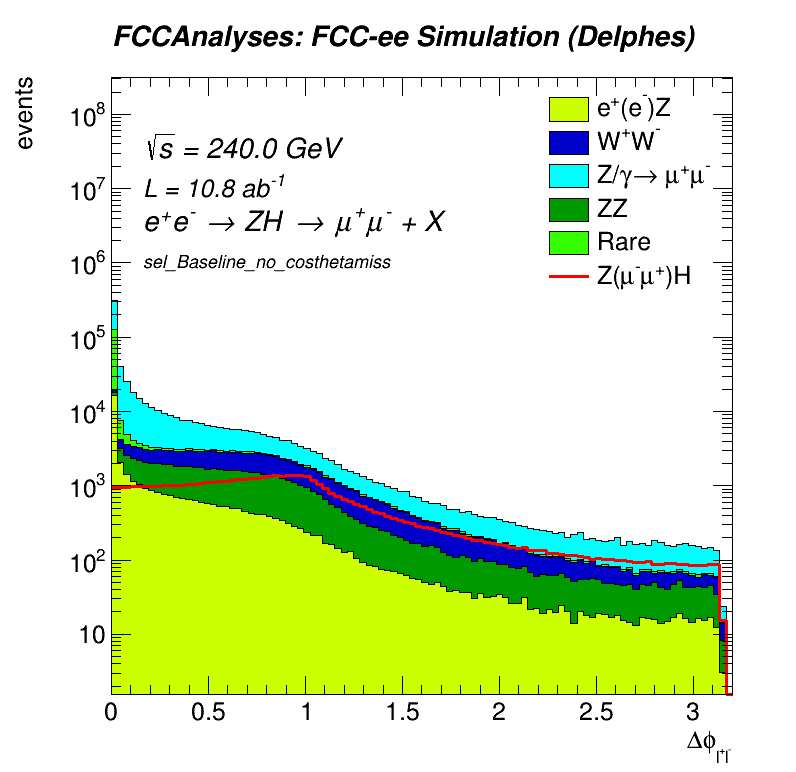 FCCAnalyses: FCC-ee Simulation (Delphes)
events
10⁸
10⁷
10⁶
10⁵
10⁴
10³
10²
10
√s = 240.0 GeV
L = 10.8 ab⁻¹
e⁺e⁻ → ZH → μ⁺μ⁻ + X
sel_Baseline_no_costhetamiss
e⁺(e⁻)Z
W⁺W⁻
Z/γ→ μ⁺μ⁻
ZZ
Rare
Z(μ⁻μ⁺)H
0 0.5 1 1.5 2 2.5 3
Δϕ_l⁺l⁻